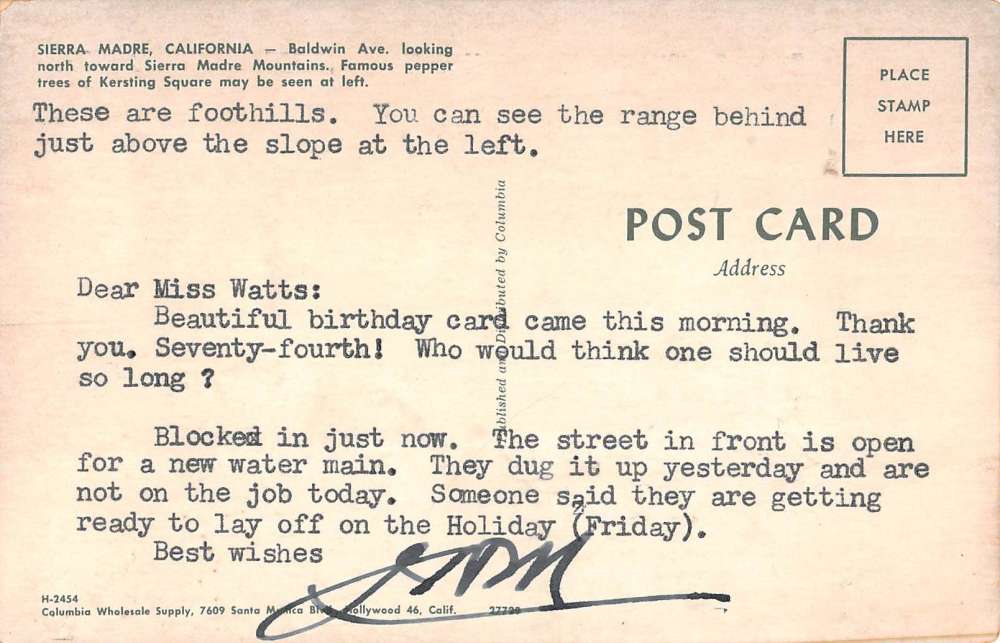 SIERRA MADRE, CALIFORNIA — Baldwin Ave. looking
north toward Sierra Madre Mountains. Famous pepper
trees of Kersting Square may be seen at left.
PLACE
STAMP
HERE
These are foothills. You can see the range behind
just above the slope at the left.
POST CARD
Address
Published and Distributed by Columbia
Dear Miss Watts:
Beautiful birthday card came this morning. Thank
you. Seventy-fourth! Who would think one should live
so long ?
Blocked in just now. The street in front is open
for a new water main. They dug it up yesterday and are
not on the job today. Someone said they are getting
ready to lay off on the Holiday (Friday).
Best wishes
H-2454
Columbia Wholesale Supply, 7609 Santa Monica Blvd., Hollywood 46, Calif.